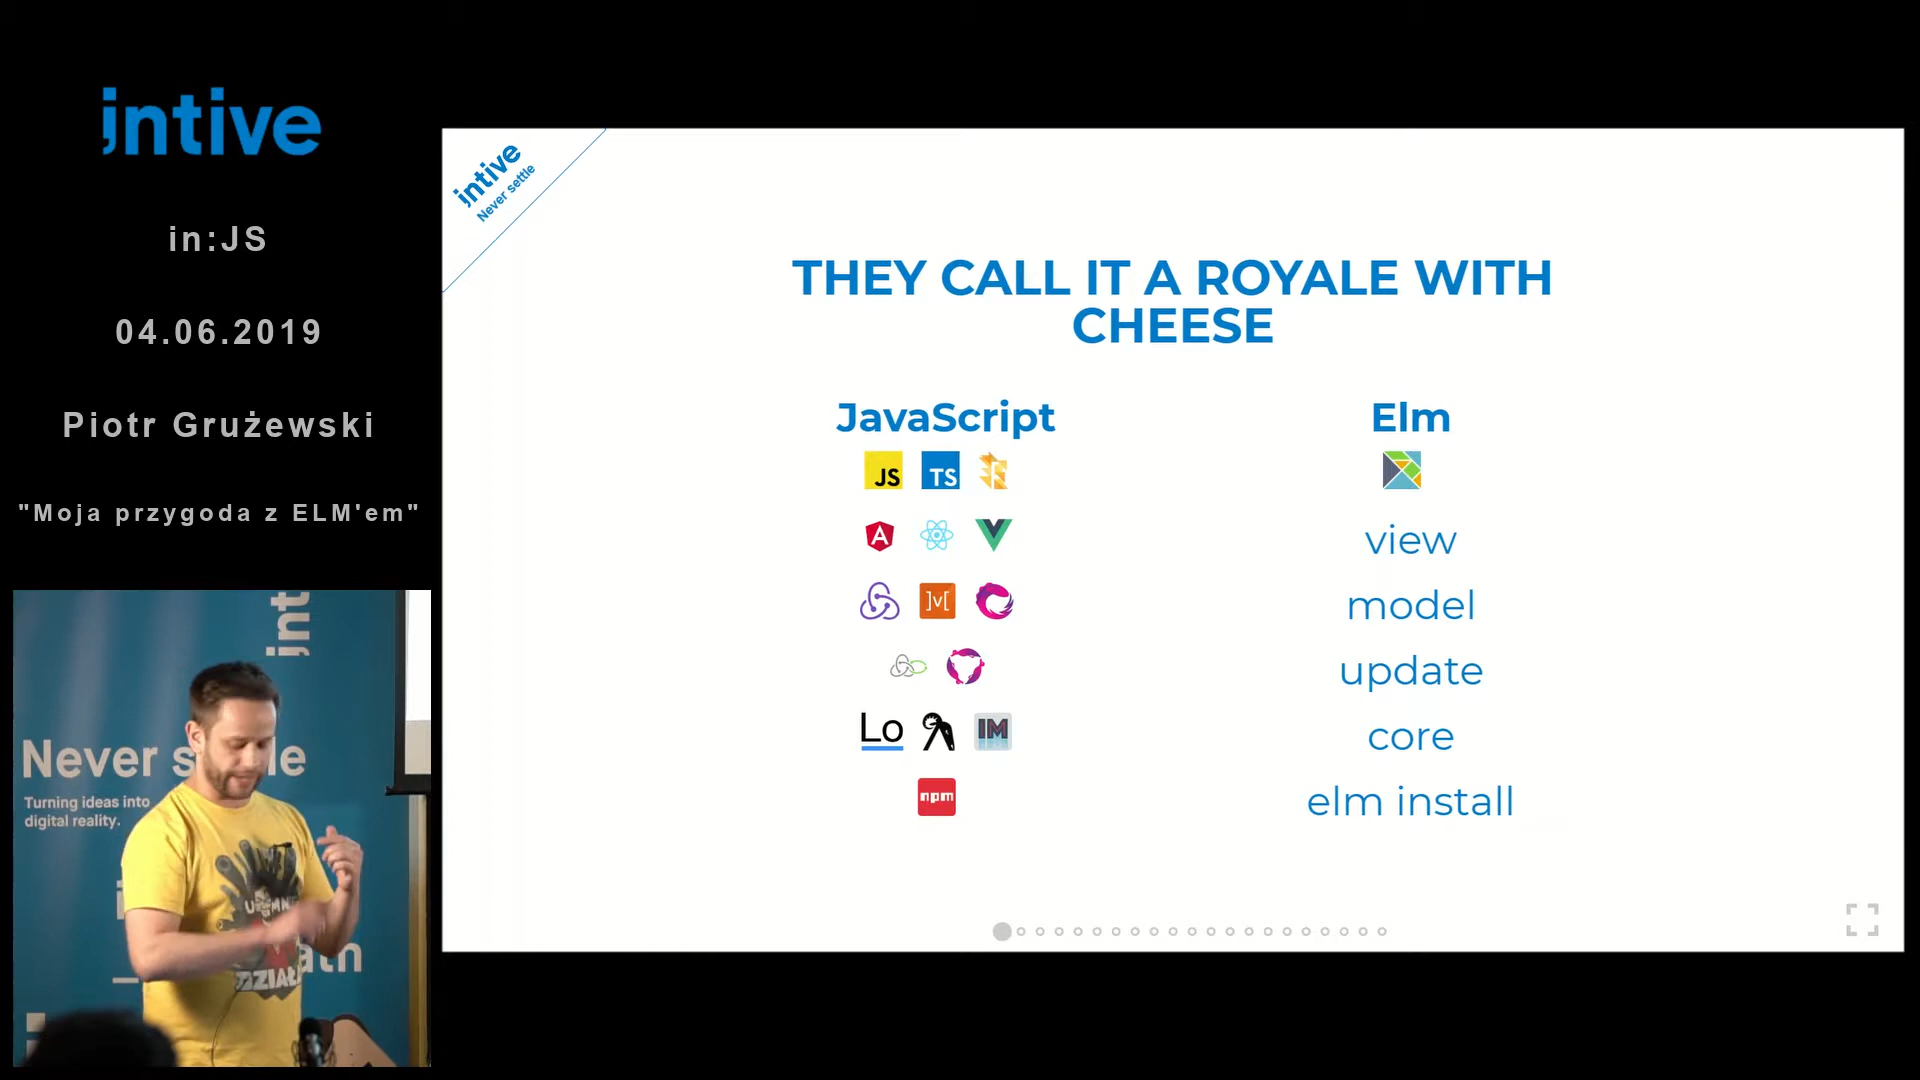 intive
in:JS
04.06.2019
Piotr Grużewski
"Moja przygoda z ELM'em"
intive
Never settle
THEY CALL IT A ROYALE WITH
CHEESE
JavaScript
Elm
JS TS
A
view
]v[
model
update
Lo IM
core
npm
elm install
int
Never s le
Turning ideas into
digital reality.
DZIAŁA